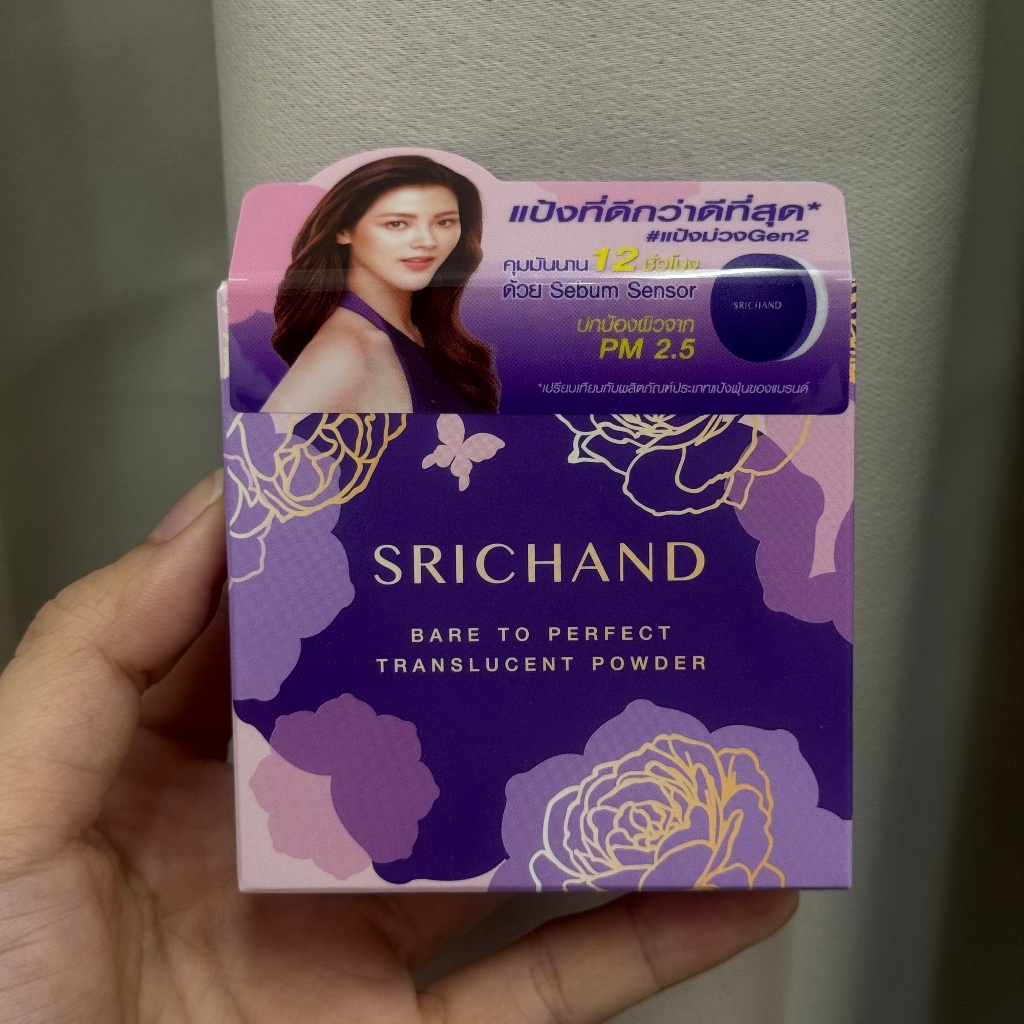 แป้งที่ดีกว่าดีที่สุด*
#แป้งม่วงGen2
คุมมันนาน 12 ชั่วโมง
ด้วย Sebum Sensor
ปกป้องผิวจาก
PM 2.5
SRICHAND
*เปรียบเทียบกับผลิตภัณฑ์ประเภทแป้งฝุ่นของแบรนด์
SRICHAND
BARE TO PERFECT
TRANSLUCENT POWDER